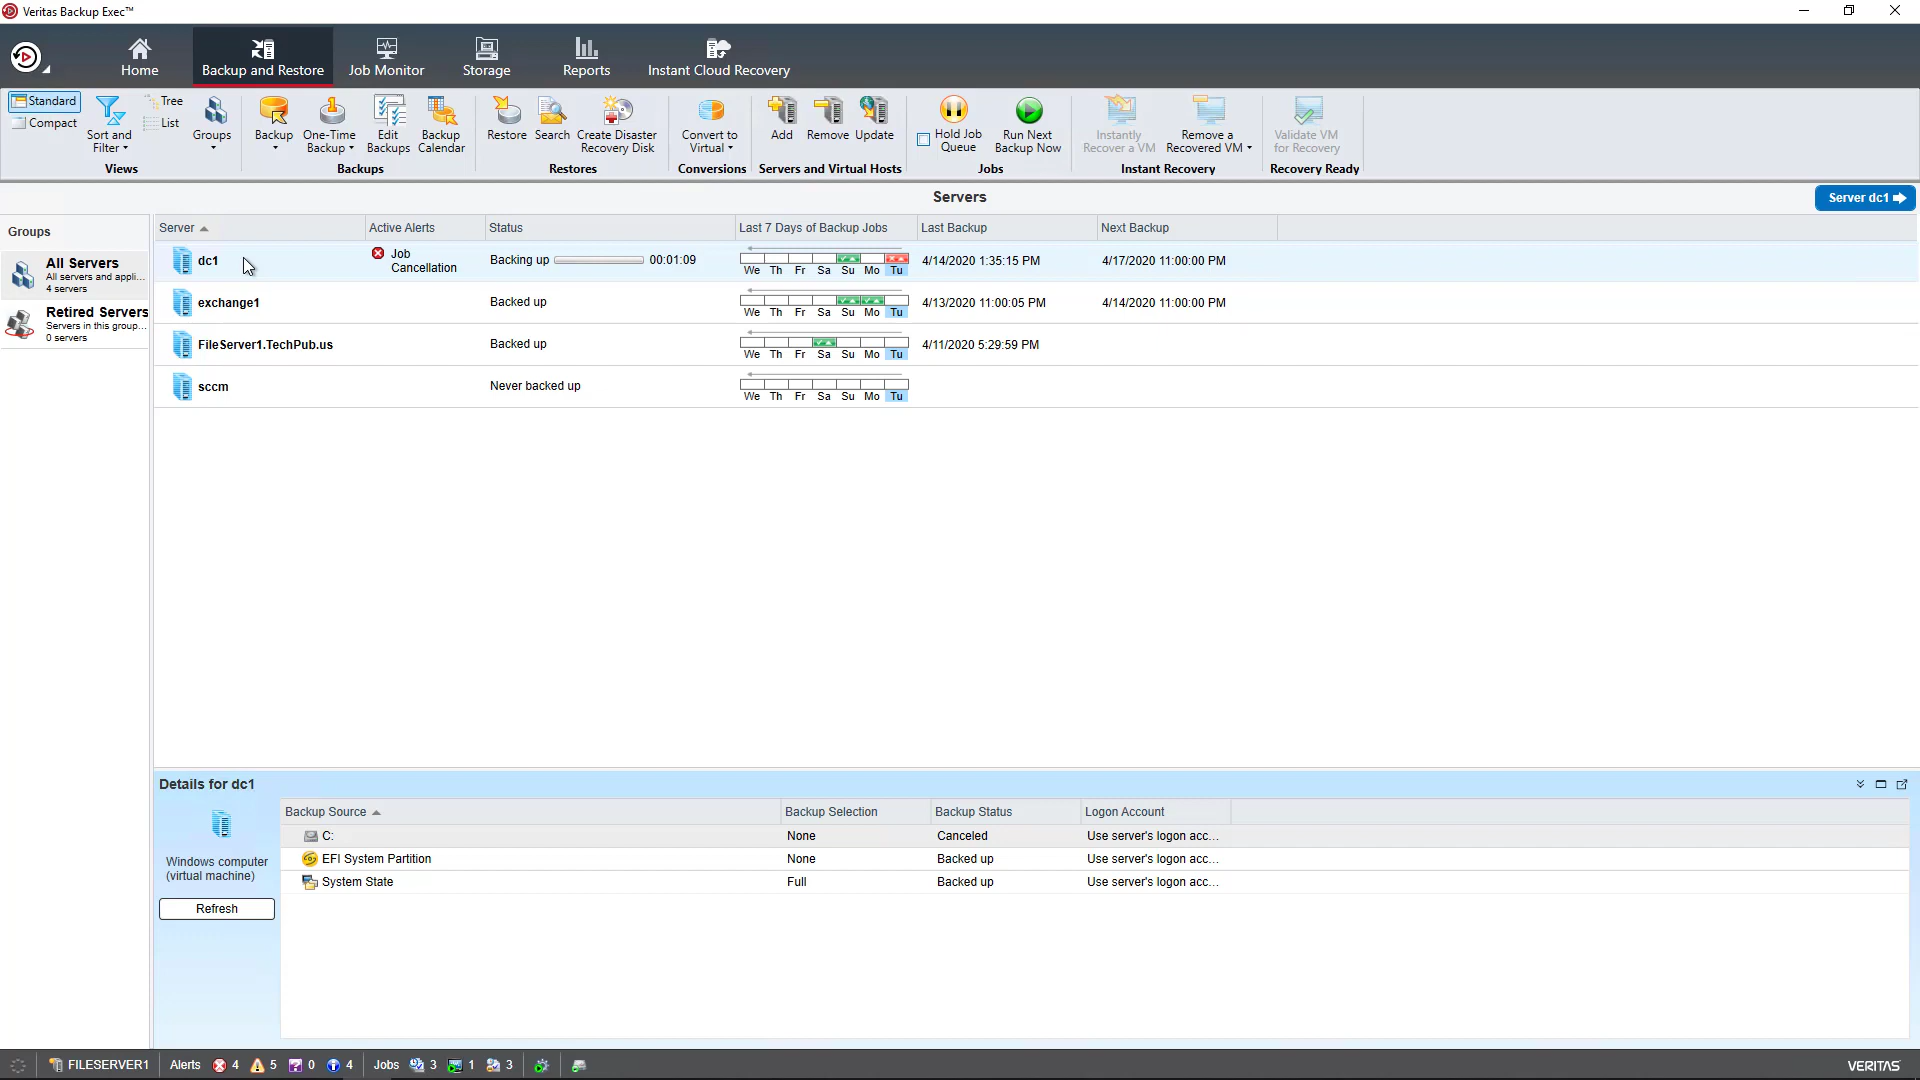 Veritas Backup Exec™
Home
Backup and Restore
Job Monitor
Storage
Reports
Instant Cloud Recovery
Standard
Compact
Sort and
Filter
Tree
List
Groups
Views
Backup
One-Time
Backup
Edit
Backups
Backup
Calendar
Backups
Restore
Search
Create Disaster
Recovery Disk
Restores
Convert to
Virtual
Conversions
Add
Remove
Update
Servers and Virtual Hosts
Hold Job
Queue
Run Next
Backup Now
Jobs
Instantly
Recover a VM
Remove a
Recovered VM
Instant Recovery
Validate VM
for Recovery
Recovery Ready
Servers
Server dc1
Groups
All Servers
All servers and appli...
4 servers
Retired Servers
Servers in this group...
0 servers
Server Active Alerts Status Last 7 Days of Backup Jobs Last Backup Next Backup
dc1 Job Cancellation Backing up 00:01:09 We Th Fr Sa Su Mo Tu 4/14/2020 1:35:15 PM 4/17/2020 11:00:00 PM
exchange1 Backed up We Th Fr Sa Su Mo Tu 4/13/2020 11:00:05 PM 4/14/2020 11:00:00 PM
FileServer1.TechPub.us Backed up We Th Fr Sa Su Mo Tu 4/11/2020 5:29:59 PM
sccm Never backed up We Th Fr Sa Su Mo Tu
Details for dc1
Windows computer
(virtual machine)
Refresh
Backup Source Backup Selection Backup Status Logon Account
C: None Canceled Use server's logon acc...
EFI System Partition None Backed up Use server's logon acc...
System State Full Backed up Use server's logon acc...
FILESERVER1 Alerts 4 5 0 4 Jobs 3 1 3 VERITAS